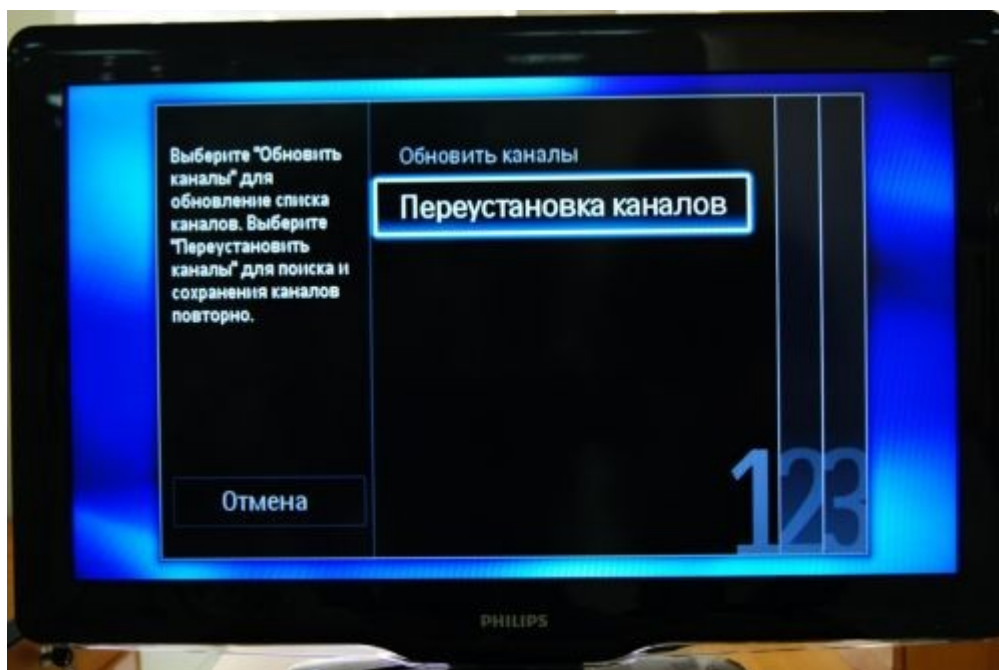 Выберите "Обновить
каналы" для
обновление списка
каналов. Выберите
"Переустановить
каналы" для поиска и
сохранения каналов
повторно.
Отмена
Обновить каналы
Переустановка каналов
123
PHILIPS